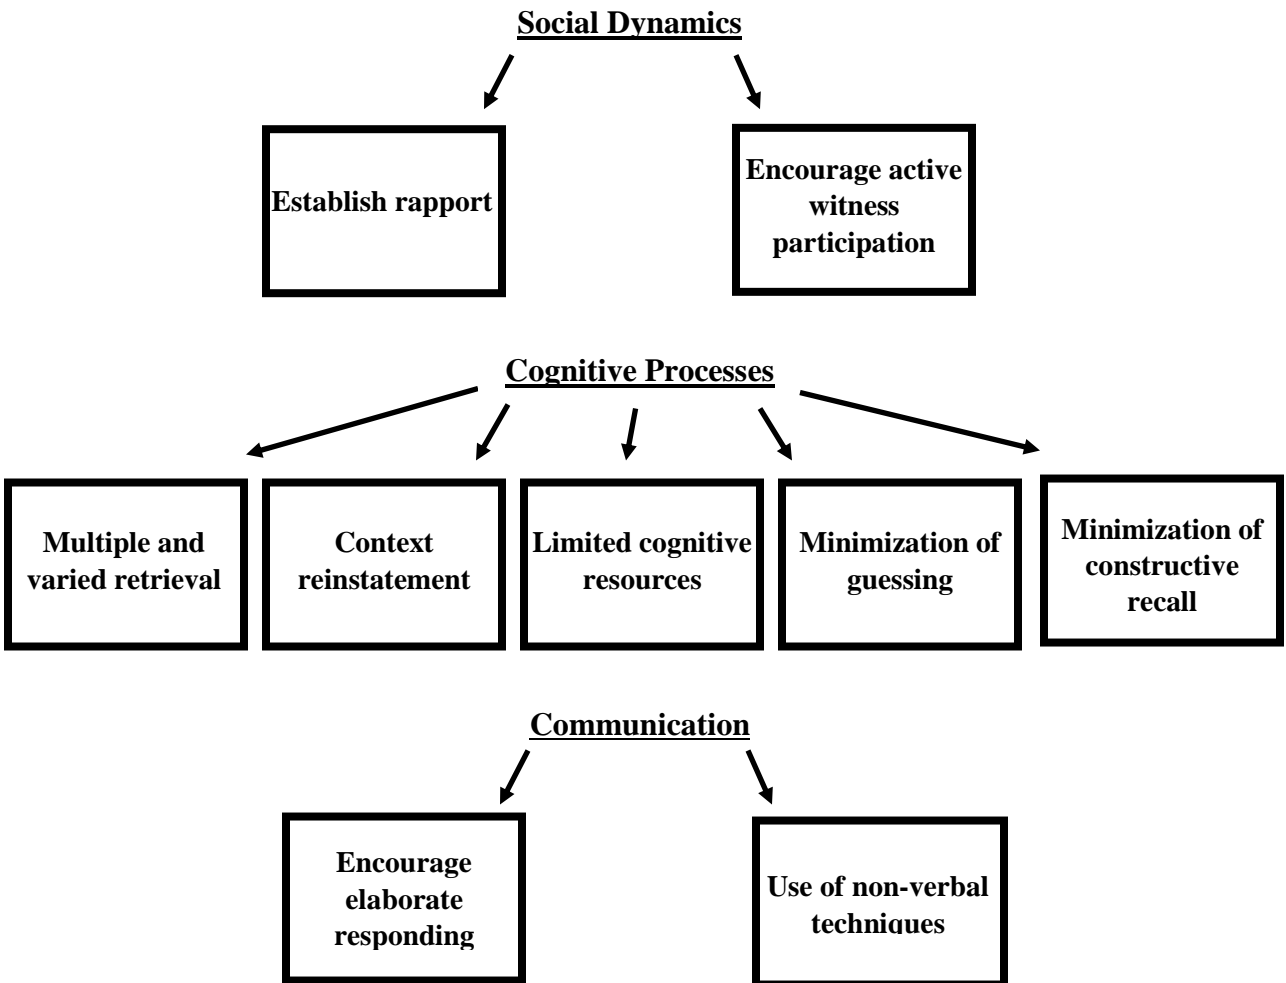 Social Dynamics
Establish rapport
Encourage active
witness
participation
Cognitive Processes
Multiple and
varied retrieval
Context
reinstatement
Limited cognitive
resources
Minimization of
guessing
Minimization of
constructive
recall
Communication
Encourage
elaborate
responding
Use of non-verbal
techniques